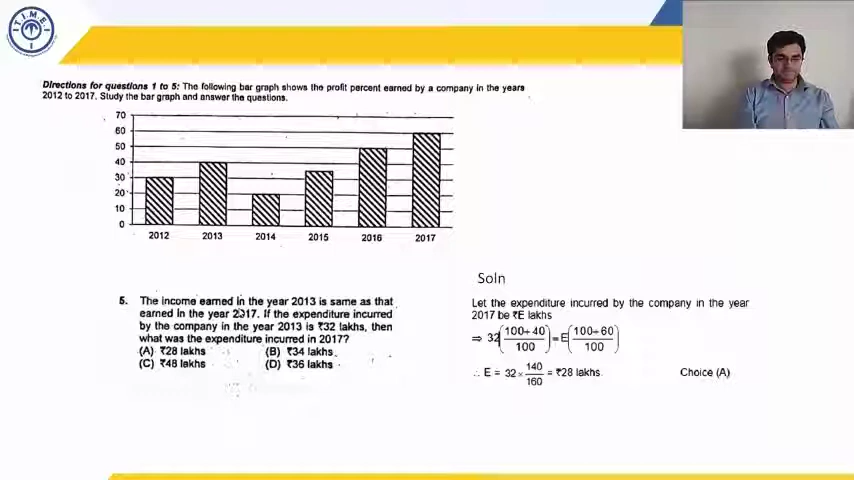 T.I.M.E.
Directions for questions 1 to 5: The following bar graph shows the profit percent earned by a company in the years
2012 to 2017. Study the bar graph and answer the questions.
70
60
50
40
30
20
10
0
2012 2013 2014 2015 2016 2017
5. The income earned in the year 2013 is same as that
earned in the year 2017. If the expenditure incurred
by the company in the year 2013 is ₹32 lakhs, then
what was the expenditure incurred in 2017?
(A) ₹28 lakhs (B) ₹34 lakhs
(C) ₹48 lakhs (D) ₹36 lakhs
Soln
Let the expenditure incurred by the company in the year
2017 be ₹E lakhs
⇒ 32(100+40/100) = E(100+60/100)
∴ E = 32 × 140/160 = ₹28 lakhs. Choice (A)